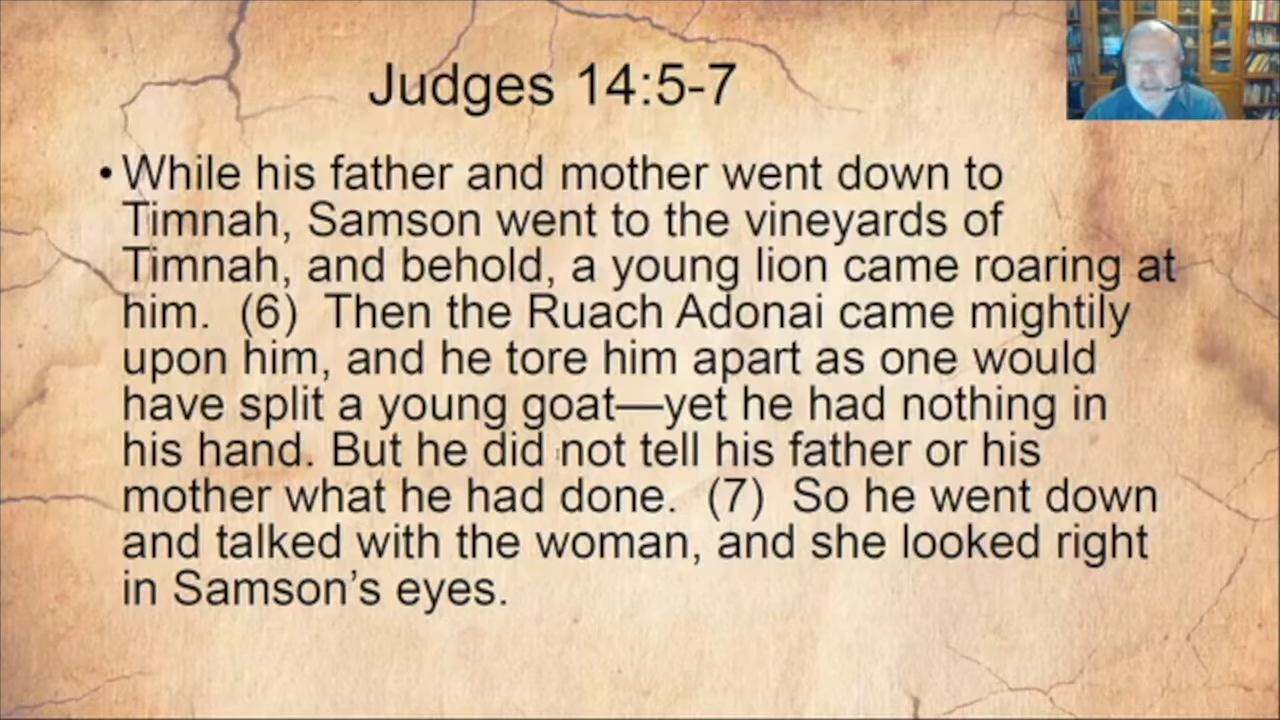 Judges 14:5-7
• While his father and mother went down to
Timnah, Samson went to the vineyards of
Timnah, and behold, a young lion came roaring at
him.  (6)  Then the Ruach Adonai came mightily
upon him, and he tore him apart as one would
have split a young goat—yet he had nothing in
his hand. But he did not tell his father or his
mother what he had done.  (7)  So he went down
and talked with the woman, and she looked right
in Samson’s eyes.